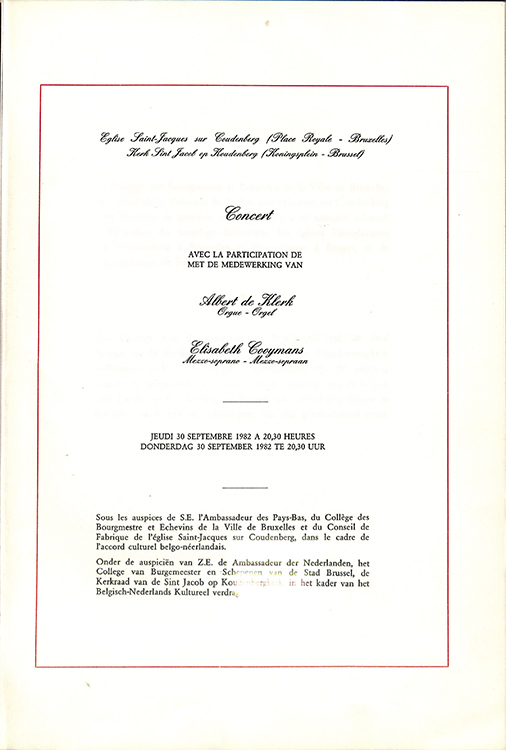 Eglise Saint-Jacques sur Coudenberg (Place Royale - Bruxelles)
Kerk Sint Jacob op Koudenberg (Koningsplein - Brussel)
Concert
AVEC LA PARTICIPATION DE
MET DE MEDEWERKING VAN
Albert de Klerk
Orgue - Orgel
Elisabeth Cooymans
Mezzo-soprano - Mezzo-sopraan
JEUDI 30 SEPTEMBRE 1982 A 20,30 HEURES
DONDERDAG 30 SEPTEMBER 1982 TE 20,30 UUR
Sous les auspices de S.E. l'Ambassadeur des Pays-Bas, du Collège des
Bourgmestre et Echevins de la Ville de Bruxelles et du Conseil de
Fabrique de l'église Saint-Jacques sur Coudenberg, dans le cadre de
l'accord culturel belgo-néerlandais.
Onder de auspiciën van Z.E. de Ambassadeur der Nederlanden, het
College van Burgemeester en Schepenen van de Stad Brussel, de
Kerkraad van de Sint Jacob op in het kader van het
Belgisch-Nederlands Kultureel verdrag